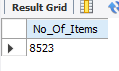 Result Grid
No_Of_Items
8523